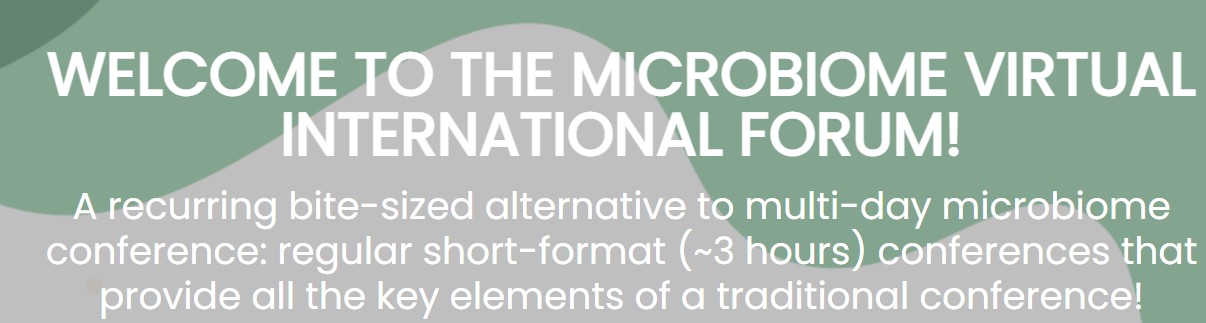 WELCOME TO THE MICROBIOME VIRTUAL
INTERNATIONAL FORUM!
A recurring bite-sized alternative to multi-day microbiome
conference: regular short-format (~3 hours) conferences that
provide all the key elements of a traditional conference!